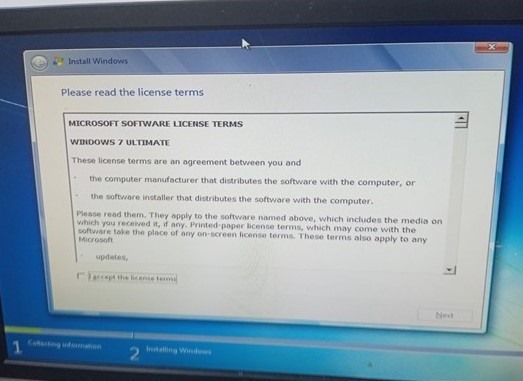 Install Windows
Please read the license terms
MICROSOFT SOFTWARE LICENSE TERMS
WINDOWS 7 ULTIMATE
These license terms are an agreement between you and
· the computer manufacturer that distributes the software with the computer, or
· the software installer that distributes the software with the computer.
Please read them. They apply to the software named above, which includes the media on
which you received it, if any. Printed-paper license terms, which may come with the
software take the place of any on-screen license terms. These terms also apply to any
Microsoft
· updates,
I accept the license terms
Next
1 Collecting information
2 Installing Windows